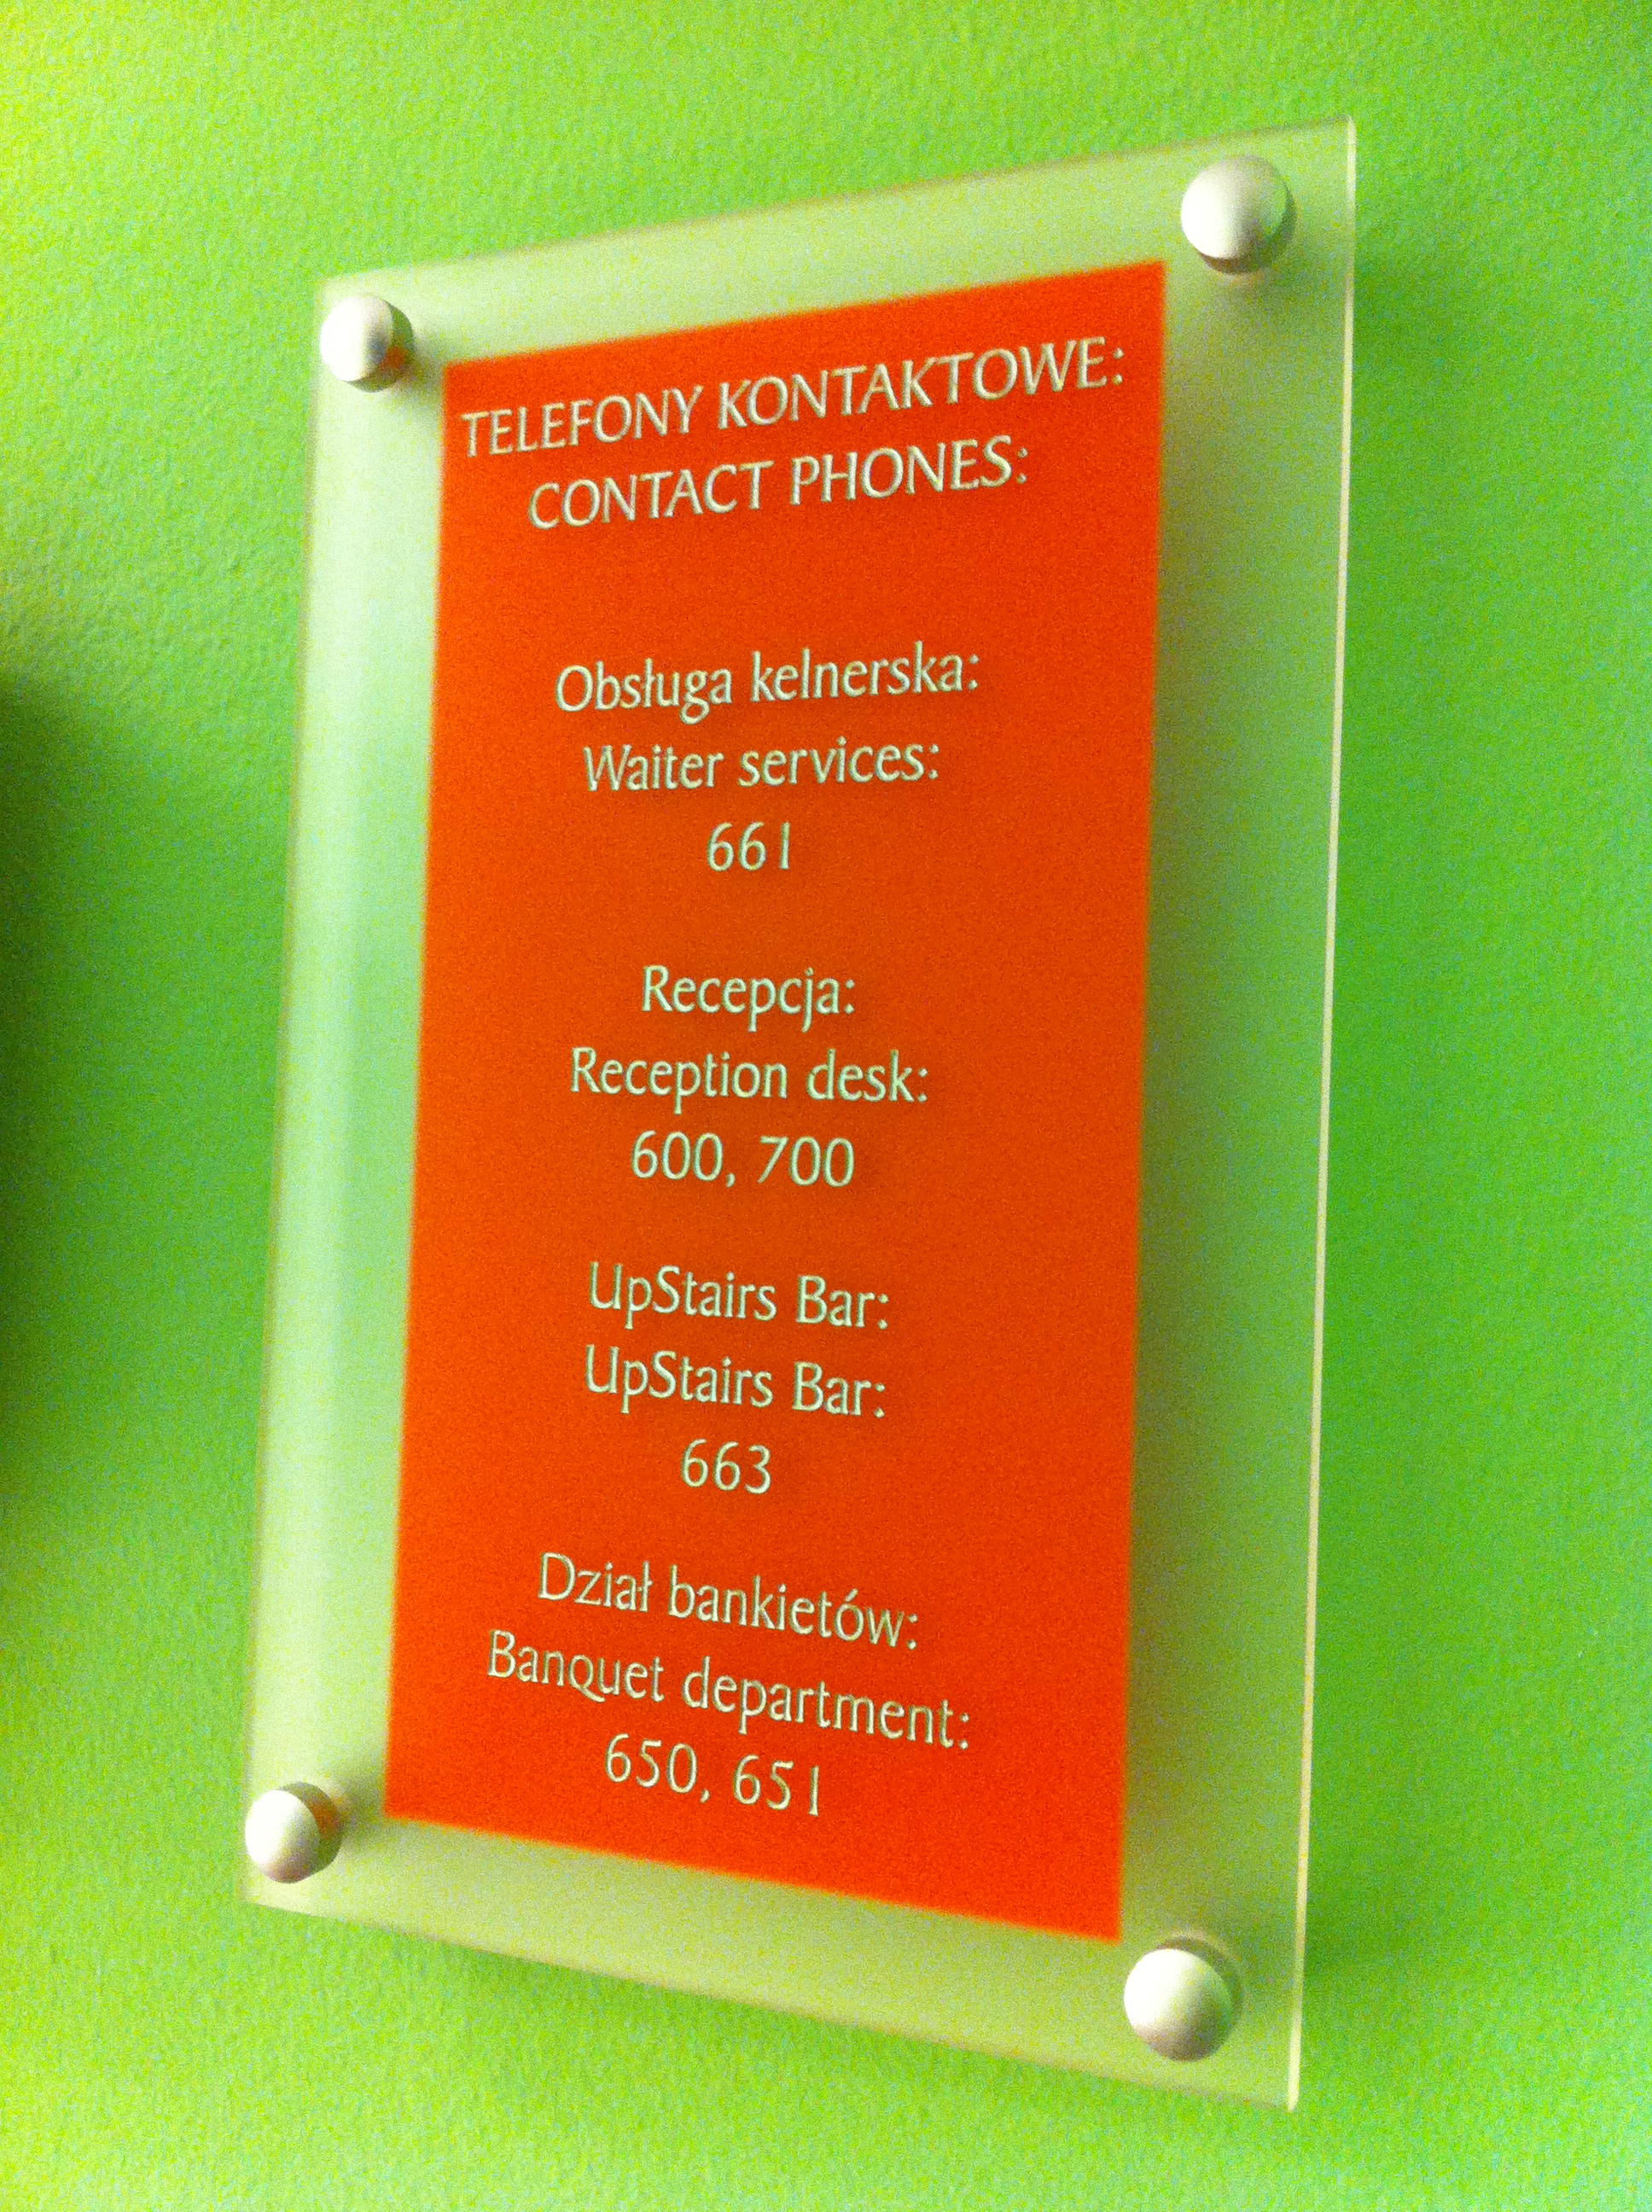 TELEFONY KONTAKTOWE:
CONTACT PHONES:
Obsługa kelnerska:
Waiter services:
661
Recepcja:
Reception desk:
600, 700
UpStairs Bar:
UpStairs Bar:
663
Dział bankietów:
Banquet department:
650, 651